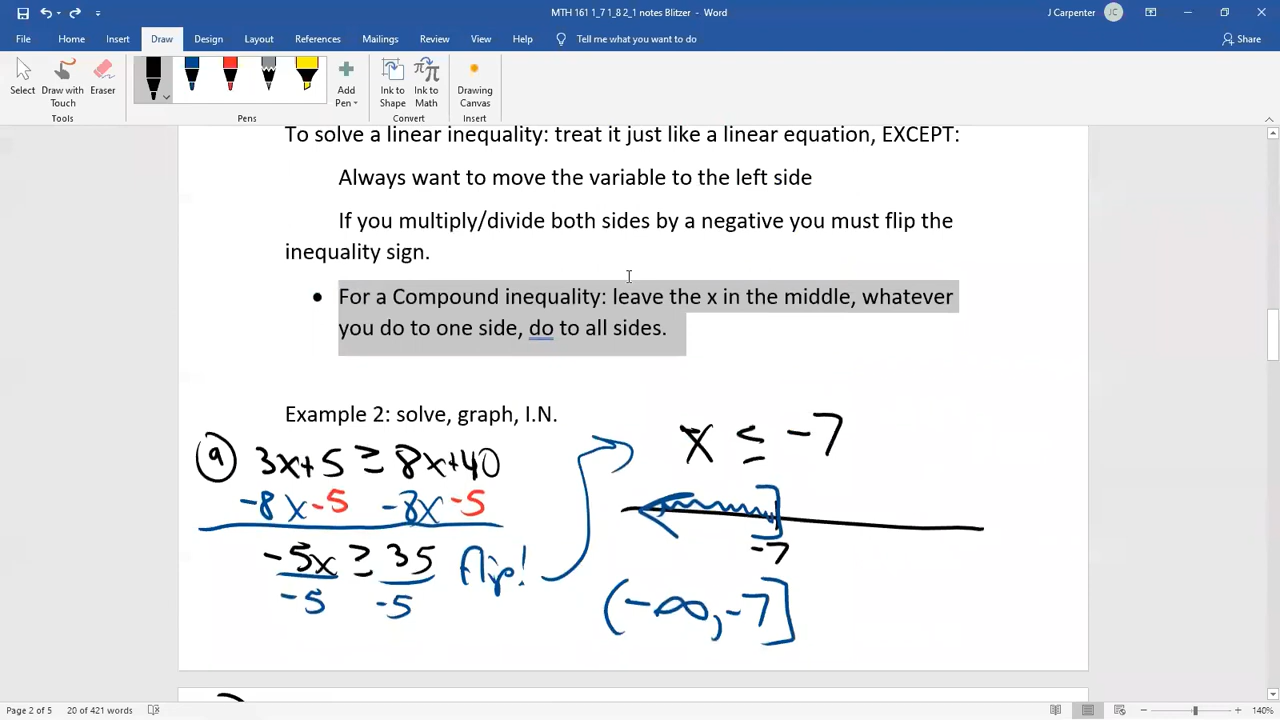 MTH 161 1_7 1_8 2_1 notes Blitzer - Word
J Carpenter JC
File Home Insert Draw Design Layout References Mailings Review View Help Tell me what you want to do Share
Select Draw with Touch Eraser Add Pen Ink to Shape Ink to Math Drawing Canvas
Tools Pens Convert Insert
To solve a linear inequality: treat it just like a linear equation, EXCEPT:
Always want to move the variable to the left side
If you multiply/divide both sides by a negative you must flip the
inequality sign.
• For a Compound inequality: leave the x in the middle, whatever
you do to one side, do to all sides.
Example 2: solve, graph, I.N.
a 3x+5 ≥ 8x+40
x ≤ -7
-8x -5 -8x -5
-5x ≥ 35 flip!
-7
-5 -5
(-∞, -7]
Page 2 of 5 20 of 421 words 140%